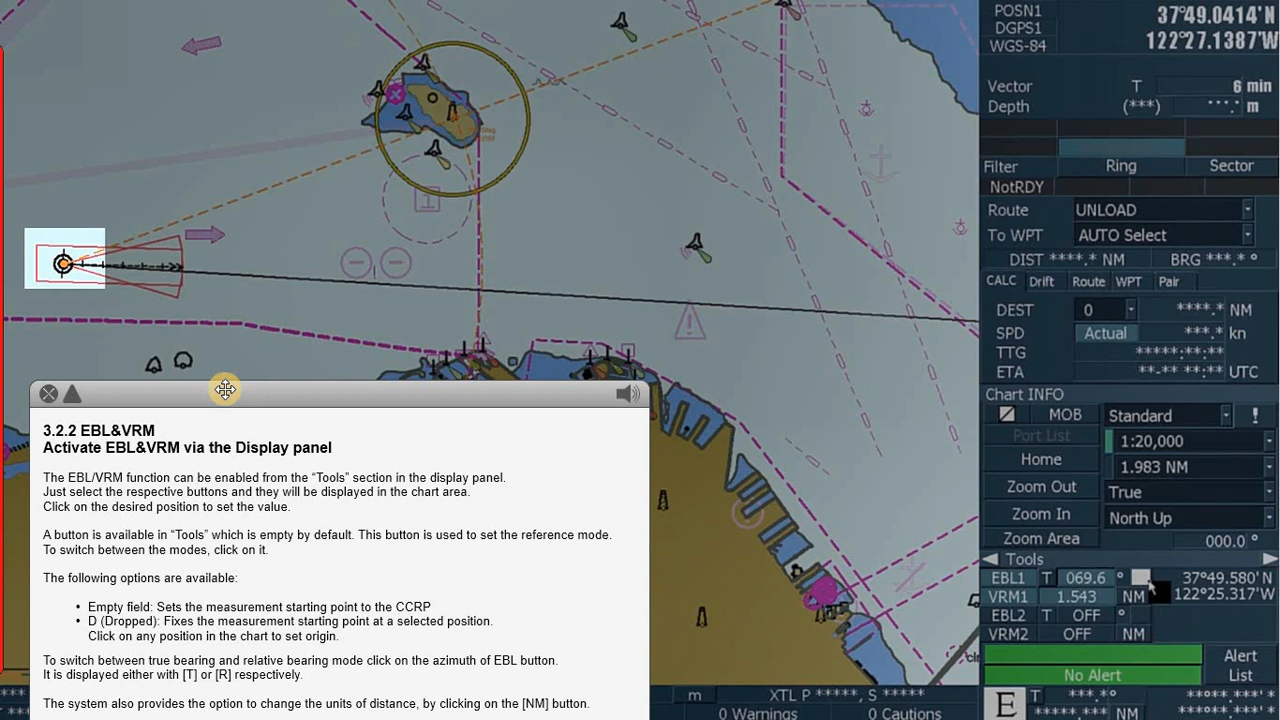 POSN1 37°49.0414'N
DGPS1
WGS-84 122°27.1387'W
Vector T 6 min
Depth (***) ***.* m
Filter Ring Sector
NotRDY
Route UNLOAD
To WPT AUTO Select
DIST ****.* NM BRG ***.* °
CALC Drift Route WPT Pair
DEST 0 ****.* NM
SPD Actual ***.* kn
TTG *****:**:**
ETA **-** **:** UTC
Chart INFO
MOB Standard !
Port List 1:20,000
Home 1.983 NM
Zoom Out True
Zoom In North Up
Zoom Area 000.0 °
Tools
EBL1 T 069.6 ° 37°49.580'N
VRM1 1.543 NM 122°25.317'W
EBL2 T OFF °
VRM2 OFF NM
Alert
No Alert List
E T ***.*° **°**.***'
*****.*** NM ***°**.***'
1
3.2.2 EBL&VRM
Activate EBL&VRM via the Display panel
The EBL/VRM function can be enabled from the “Tools” section in the display panel.
Just select the respective buttons and they will be displayed in the chart area.
Click on the desired position to set the value.
A button is available in “Tools” which is empty by default. This button is used to set the reference mode.
To switch between the modes, click on it.
The following options are available:
• Empty field: Sets the measurement starting point to the CCRP
• D (Dropped): Fixes the measurement starting point at a selected position.
Click on any position in the chart to set origin.
To switch between true bearing and relative bearing mode click on the azimuth of EBL button.
It is displayed either with [T] or [R] respectively.
The system also provides the option to change the units of distance, by clicking on the [NM] button.
m XTL P *****, S *****
0 Warnings 0 Cautions